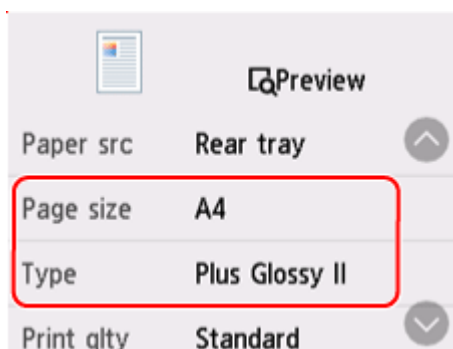 Preview
Paper src Rear tray
Page size A4
Type Plus Glossy II
Print qlty Standard